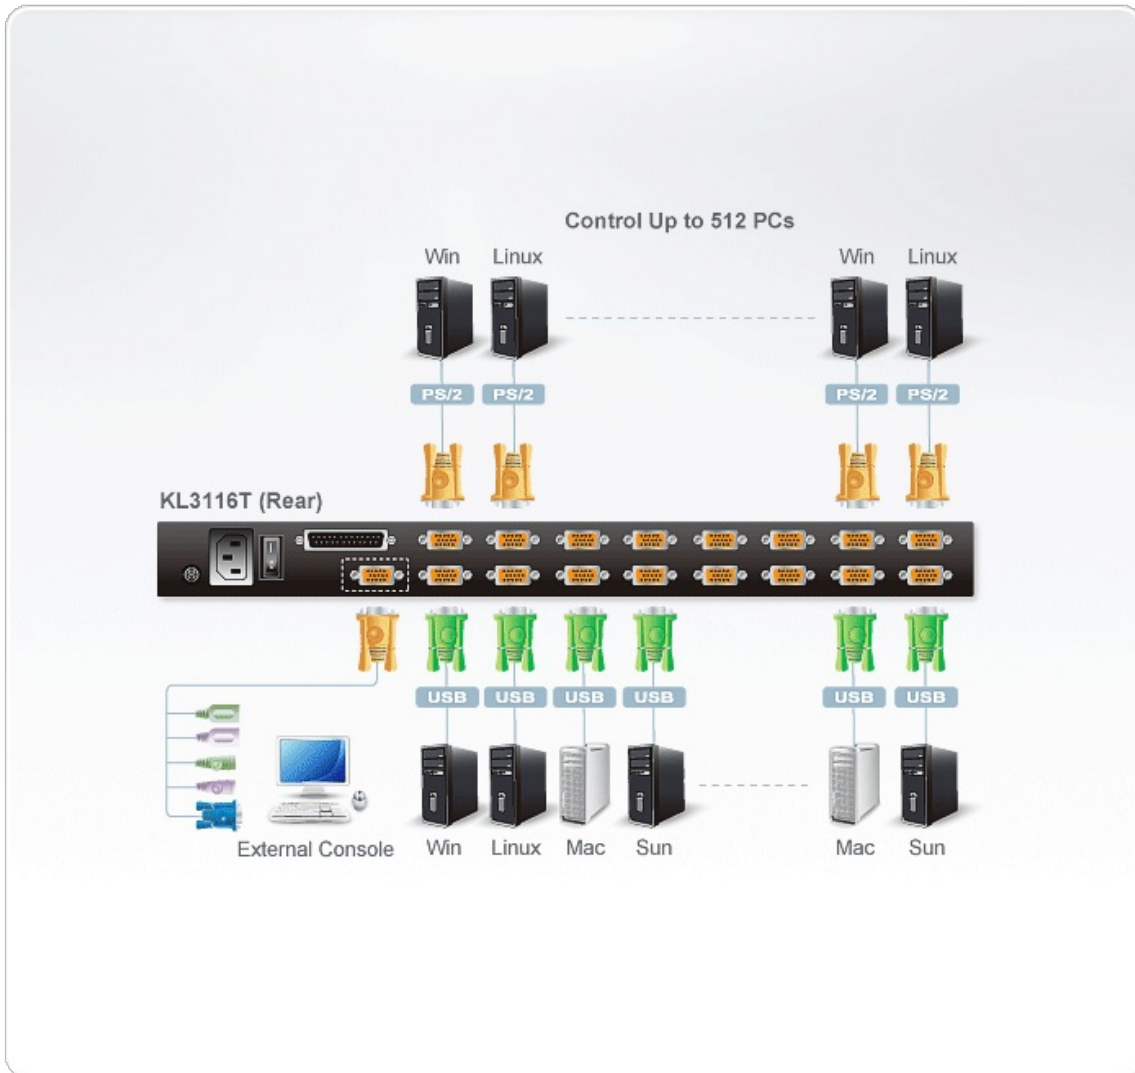 Control Up to 512 PCs
Win Linux Win Linux
PS/2 PS/2 PS/2 PS/2
KL3116T (Rear)
USB USB USB USB USB USB
External Console Win Linux Mac Sun Mac Sun